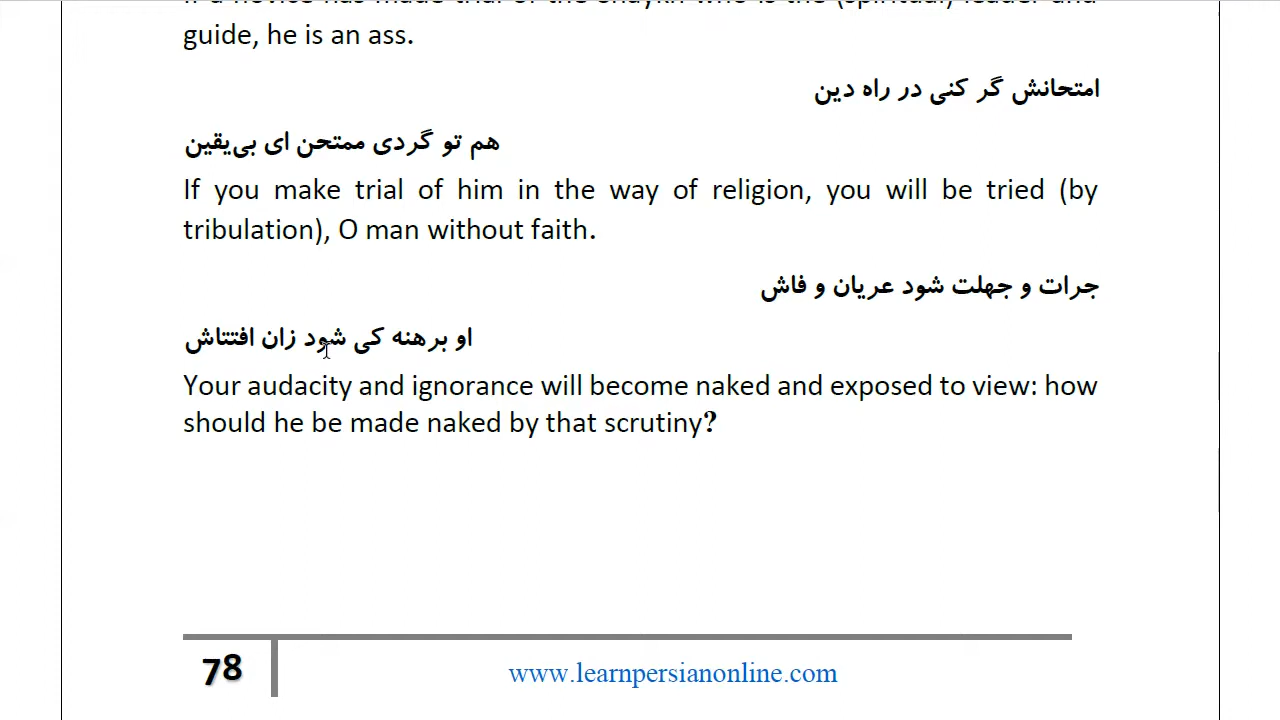 guide, he is an ass.
امتحانش گر کنی در راه دین
هم تو گردی ممتحن ای بی‌یقین
If you make trial of him in the way of religion, you will be tried (by
tribulation), O man without faith.
جرات و جهلت شود عریان و فاش
او برهنه کی شود زان افتتاش
Your audacity and ignorance will become naked and exposed to view: how
should he be made naked by that scrutiny?
78
www.learnpersianonline.com